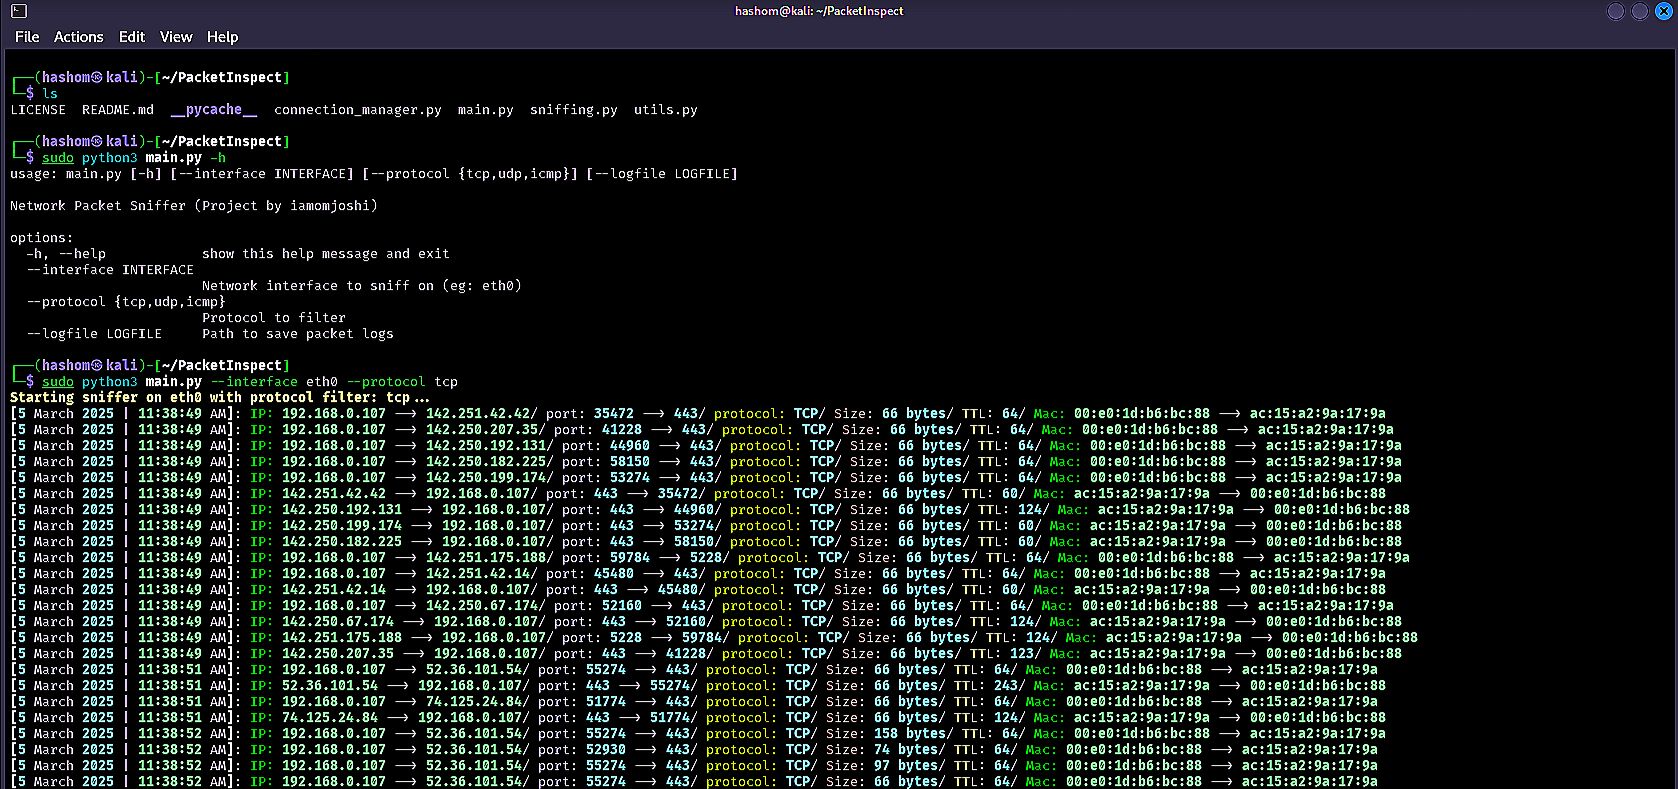 hashom@kali: ~/PacketInspect
File Actions Edit View Help
┌──(hashom㉿kali)-[~/PacketInspect]
└─$ ls
LICENSE README.md __pycache__ connection_manager.py main.py sniffing.py utils.py
┌──(hashom㉿kali)-[~/PacketInspect]
└─$ sudo python3 main.py -h
usage: main.py [-h] [--interface INTERFACE] [--protocol {tcp,udp,icmp}] [--logfile LOGFILE]
Network Packet Sniffer (Project by iamomjoshi)
options:
-h, --help show this help message and exit
--interface INTERFACE
Network interface to sniff on (eg: eth0)
--protocol {tcp,udp,icmp}
Protocol to filter
--logfile LOGFILE Path to save packet logs
┌──(hashom㉿kali)-[~/PacketInspect]
└─$ sudo python3 main.py --interface eth0 --protocol tcp
Starting sniffer on eth0 with protocol filter: tcp...
[5 March 2025 | 11:38:49 AM]: IP: 192.168.0.107 --> 142.251.42.42/ port: 35472 --> 443/ protocol: TCP/ Size: 66 bytes/ TTL: 64/ Mac: 00:e0:1d:b6:bc:88 --> ac:15:a2:9a:17:9a
[5 March 2025 | 11:38:49 AM]: IP: 192.168.0.107 --> 142.250.207.35/ port: 41228 --> 443/ protocol: TCP/ Size: 66 bytes/ TTL: 64/ Mac: 00:e0:1d:b6:bc:88 --> ac:15:a2:9a:17:9a
[5 March 2025 | 11:38:49 AM]: IP: 192.168.0.107 --> 142.250.192.131/ port: 44960 --> 443/ protocol: TCP/ Size: 66 bytes/ TTL: 64/ Mac: 00:e0:1d:b6:bc:88 --> ac:15:a2:9a:17:9a
[5 March 2025 | 11:38:49 AM]: IP: 192.168.0.107 --> 142.250.182.225/ port: 58150 --> 443/ protocol: TCP/ Size: 66 bytes/ TTL: 64/ Mac: 00:e0:1d:b6:bc:88 --> ac:15:a2:9a:17:9a
[5 March 2025 | 11:38:49 AM]: IP: 192.168.0.107 --> 142.250.199.174/ port: 53274 --> 443/ protocol: TCP/ Size: 66 bytes/ TTL: 64/ Mac: 00:e0:1d:b6:bc:88 --> ac:15:a2:9a:17:9a
[5 March 2025 | 11:38:49 AM]: IP: 142.251.42.42 --> 192.168.0.107/ port: 443 --> 35472/ protocol: TCP/ Size: 66 bytes/ TTL: 60/ Mac: ac:15:a2:9a:17:9a --> 00:e0:1d:b6:bc:88
[5 March 2025 | 11:38:49 AM]: IP: 142.250.192.131 --> 192.168.0.107/ port: 443 --> 44960/ protocol: TCP/ Size: 66 bytes/ TTL: 124/ Mac: ac:15:a2:9a:17:9a --> 00:e0:1d:b6:bc:88
[5 March 2025 | 11:38:49 AM]: IP: 142.250.199.174 --> 192.168.0.107/ port: 443 --> 53274/ protocol: TCP/ Size: 66 bytes/ TTL: 60/ Mac: ac:15:a2:9a:17:9a --> 00:e0:1d:b6:bc:88
[5 March 2025 | 11:38:49 AM]: IP: 142.250.182.225 --> 192.168.0.107/ port: 443 --> 58150/ protocol: TCP/ Size: 66 bytes/ TTL: 60/ Mac: ac:15:a2:9a:17:9a --> 00:e0:1d:b6:bc:88
[5 March 2025 | 11:38:49 AM]: IP: 192.168.0.107 --> 142.251.175.188/ port: 59784 --> 5228/ protocol: TCP/ Size: 66 bytes/ TTL: 64/ Mac: 00:e0:1d:b6:bc:88 --> ac:15:a2:9a:17:9a
[5 March 2025 | 11:38:49 AM]: IP: 192.168.0.107 --> 142.251.42.14/ port: 45480 --> 443/ protocol: TCP/ Size: 66 bytes/ TTL: 64/ Mac: 00:e0:1d:b6:bc:88 --> ac:15:a2:9a:17:9a
[5 March 2025 | 11:38:49 AM]: IP: 142.251.42.14 --> 192.168.0.107/ port: 443 --> 45480/ protocol: TCP/ Size: 66 bytes/ TTL: 60/ Mac: ac:15:a2:9a:17:9a --> 00:e0:1d:b6:bc:88
[5 March 2025 | 11:38:49 AM]: IP: 192.168.0.107 --> 142.250.67.174/ port: 52160 --> 443/ protocol: TCP/ Size: 66 bytes/ TTL: 64/ Mac: 00:e0:1d:b6:bc:88 --> ac:15:a2:9a:17:9a
[5 March 2025 | 11:38:49 AM]: IP: 142.250.67.174 --> 192.168.0.107/ port: 443 --> 52160/ protocol: TCP/ Size: 66 bytes/ TTL: 124/ Mac: ac:15:a2:9a:17:9a --> 00:e0:1d:b6:bc:88
[5 March 2025 | 11:38:49 AM]: IP: 142.251.175.188 --> 192.168.0.107/ port: 5228 --> 59784/ protocol: TCP/ Size: 66 bytes/ TTL: 124/ Mac: ac:15:a2:9a:17:9a --> 00:e0:1d:b6:bc:88
[5 March 2025 | 11:38:49 AM]: IP: 142.250.207.35 --> 192.168.0.107/ port: 443 --> 41228/ protocol: TCP/ Size: 66 bytes/ TTL: 123/ Mac: ac:15:a2:9a:17:9a --> 00:e0:1d:b6:bc:88
[5 March 2025 | 11:38:51 AM]: IP: 192.168.0.107 --> 52.36.101.54/ port: 55274 --> 443/ protocol: TCP/ Size: 66 bytes/ TTL: 64/ Mac: 00:e0:1d:b6:bc:88 --> ac:15:a2:9a:17:9a
[5 March 2025 | 11:38:51 AM]: IP: 52.36.101.54 --> 192.168.0.107/ port: 443 --> 55274/ protocol: TCP/ Size: 66 bytes/ TTL: 243/ Mac: ac:15:a2:9a:17:9a --> 00:e0:1d:b6:bc:88
[5 March 2025 | 11:38:51 AM]: IP: 192.168.0.107 --> 74.125.24.84/ port: 51774 --> 443/ protocol: TCP/ Size: 66 bytes/ TTL: 64/ Mac: 00:e0:1d:b6:bc:88 --> ac:15:a2:9a:17:9a
[5 March 2025 | 11:38:51 AM]: IP: 74.125.24.84 --> 192.168.0.107/ port: 443 --> 51774/ protocol: TCP/ Size: 66 bytes/ TTL: 124/ Mac: ac:15:a2:9a:17:9a --> 00:e0:1d:b6:bc:88
[5 March 2025 | 11:38:52 AM]: IP: 192.168.0.107 --> 52.36.101.54/ port: 55274 --> 443/ protocol: TCP/ Size: 158 bytes/ TTL: 64/ Mac: 00:e0:1d:b6:bc:88 --> ac:15:a2:9a:17:9a
[5 March 2025 | 11:38:52 AM]: IP: 192.168.0.107 --> 52.36.101.54/ port: 52930 --> 443/ protocol: TCP/ Size: 74 bytes/ TTL: 64/ Mac: 00:e0:1d:b6:bc:88 --> ac:15:a2:9a:17:9a
[5 March 2025 | 11:38:52 AM]: IP: 192.168.0.107 --> 52.36.101.54/ port: 55274 --> 443/ protocol: TCP/ Size: 97 bytes/ TTL: 64/ Mac: 00:e0:1d:b6:bc:88 --> ac:15:a2:9a:17:9a
[5 March 2025 | 11:38:52 AM]: IP: 192.168.0.107 --> 52.36.101.54/ port: 55274 --> 443/ protocol: TCP/ Size: 66 bytes/ TTL: 64/ Mac: 00:e0:1d:b6:bc:88 --> ac:15:a2:9a:17:9a